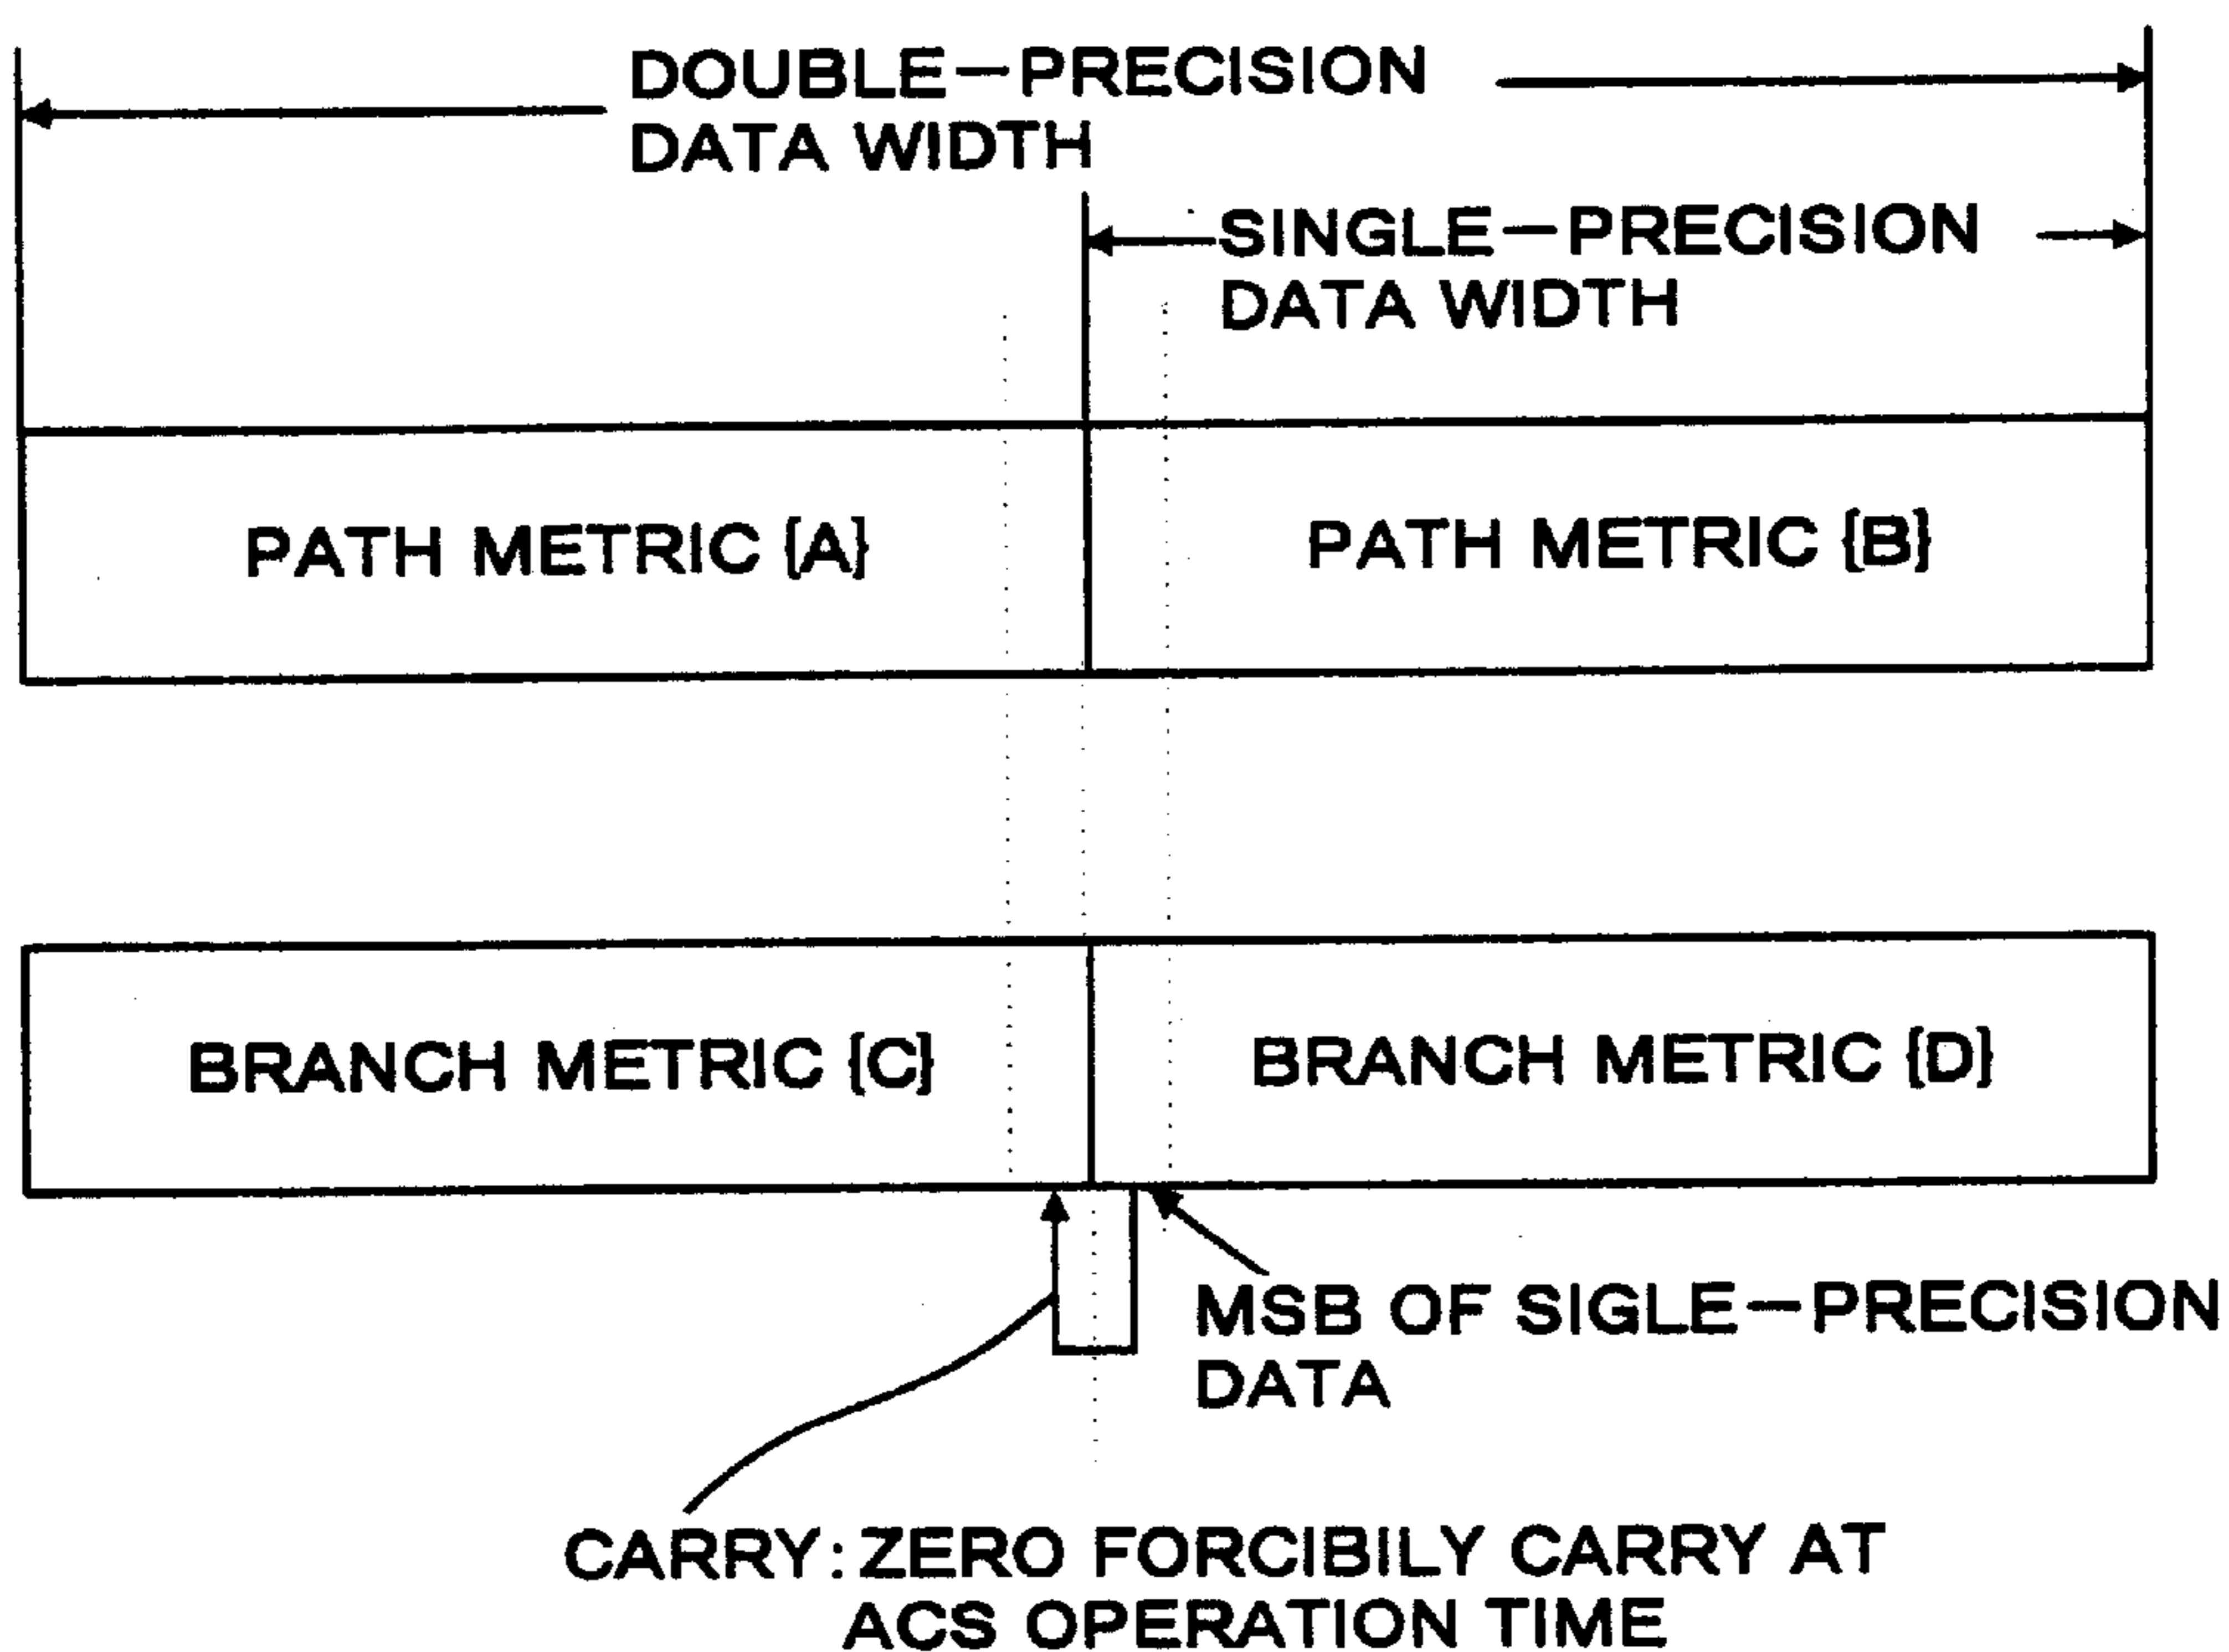 DOUBLE—PRECISION
DATA WIDTH
SINGLE—PRECISION
DATA WIDTH
PATH METRIC {A}
PATH METRIC {B}
BRANCH METRIC {C}
BRANCH METRIC {D}
MSB OF SIGLE—PRECISION
DATA
CARRY:ZERO FORCIBILY CARRY AT
ACS OPERATION TIME